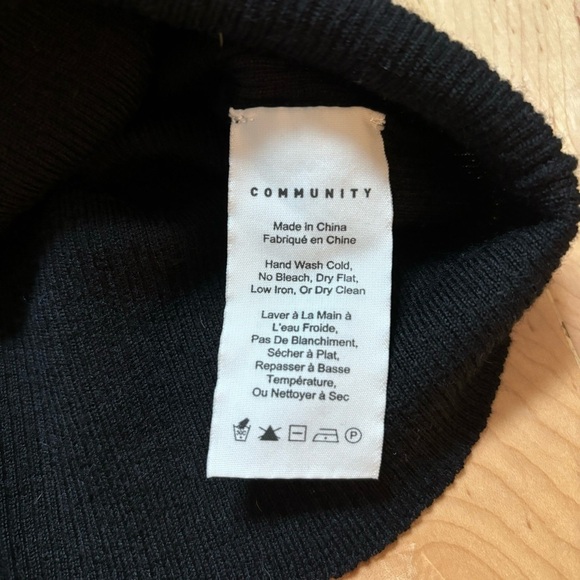 COMMUNITY
Made in China
Fabriqué en Chine
Hand Wash Cold,
No Bleach, Dry Flat,
Low Iron, Or Dry Clean
Laver à La Main à
L'eau Froide,
Pas De Blanchiment,
Sécher à Plat,
Repasser à Basse
Température,
Ou Nettoyer à Sec
30C P